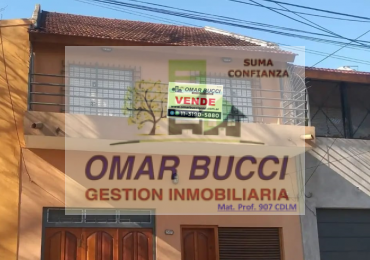 SUMA
CONFIANZA
OMAR BUCCI
VENDE
OMAR BUCCI
GESTION INMOBILIARIA
Mat. Prof. 907 CDLM